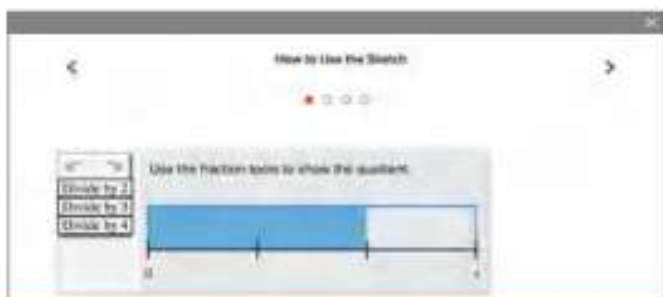 How to Use the Sketch
Use the fraction tools to show the quotient.
Divide by 2
Divide by 3
Divide by 4
0